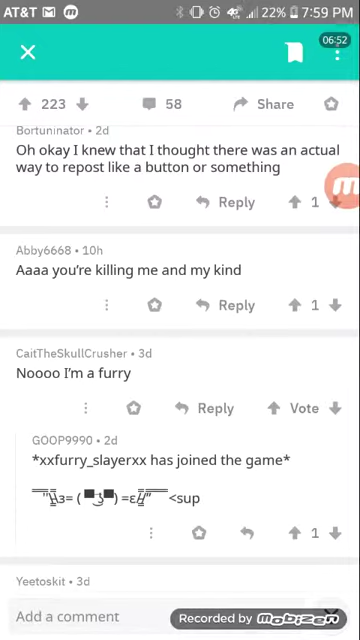 AT&T 22% 7:59 PM
06:52
223 58 Share
Bortuninator • 2d
Oh okay I knew that I thought there was an actual
way to repost like a button or something
Reply 1
Abby6668 • 10h
Aaaa you're killing me and my kind
Reply 1
CaitTheSkullCrusher • 3d
Noooo I'm a furry
Reply Vote
GOOP9990 • 2d
*xxfurry_slayerxx has joined the game*
<sup
1
Yeetoskit • 3d
Add a comment
Recorded by Mobizen